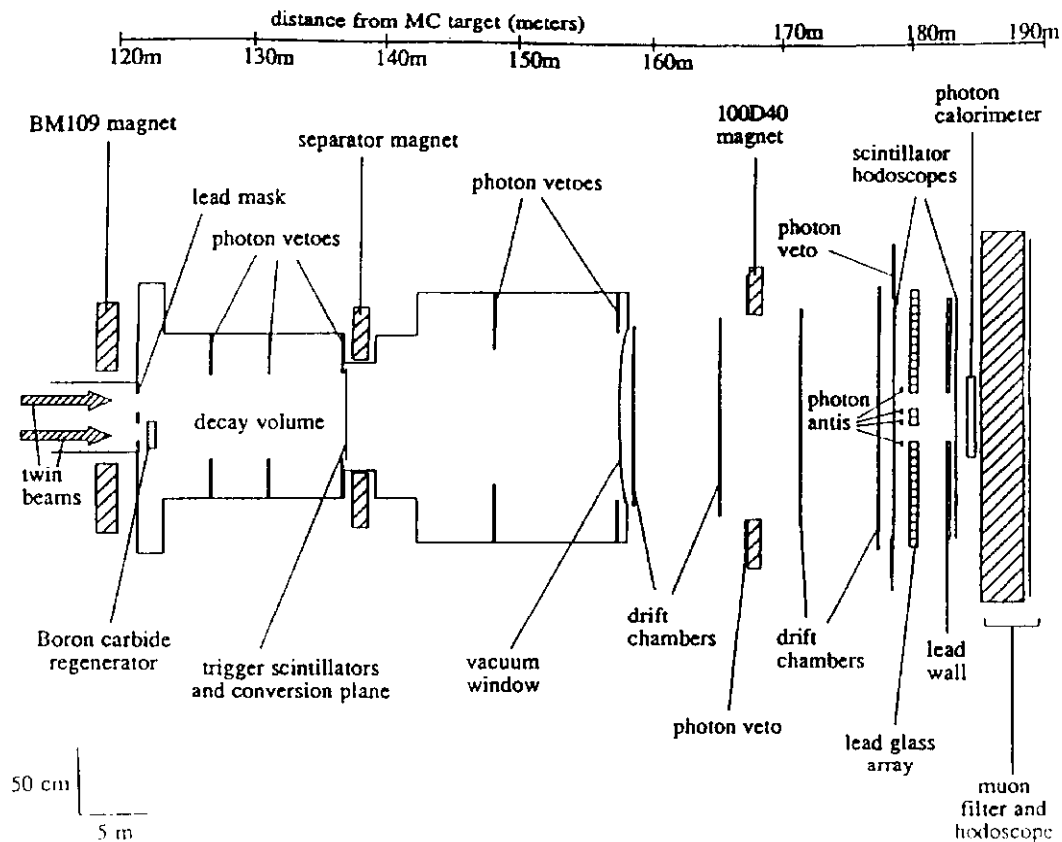 distance from MC target (meters)
120m 130m 140m 150m 160m 170m 180m 190m
BM109 magnet
separator magnet
100D40
magnet
photon
calorimeter
scintillator
hodoscopes
lead mask
photon vetoes
photon vetoes
photon
veto
twin
beams
decay volume
photon
antis
Boron carbide
regenerator
trigger scintillators
and conversion plane
vacuum
window
drift
chambers
photon veto
drift
chambers
lead glass
array
lead
wall
muon
filter and
hodoscope
50 cm
5 m